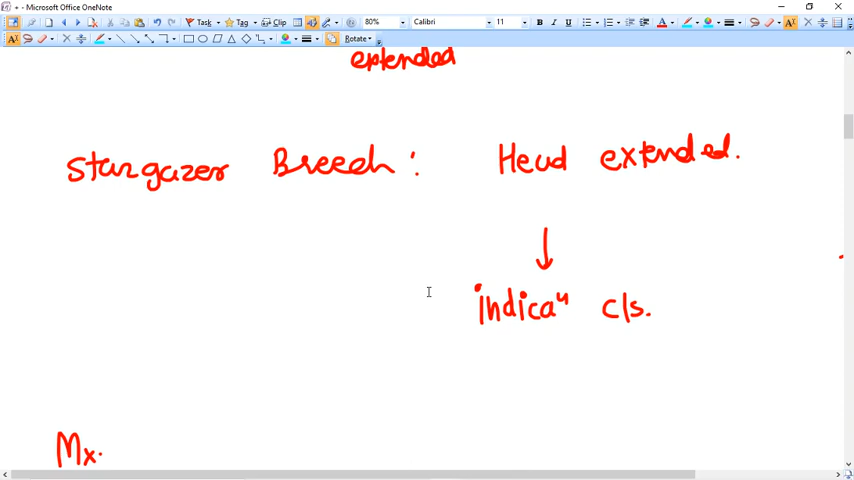 + - Microsoft Office OneNote
Task Tag Clip 80% Calibri 11 B I U
Rotate
extended
Stargazer Breech : Head extended.
↓
indicaⁿ c/s.
Mx.